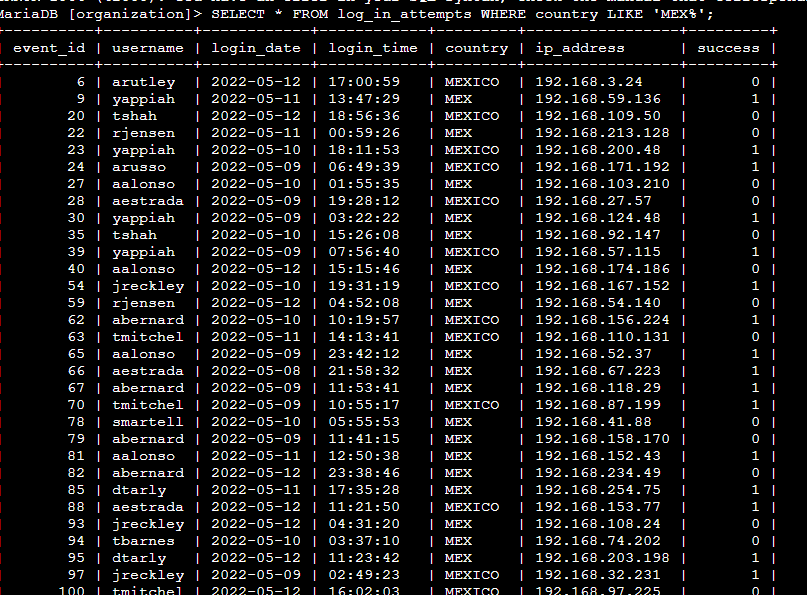 MariaDB [organization]> SELECT * FROM log_in_attempts WHERE country LIKE 'MEX%';
event_id | username | login_date | login_time | country | ip_address | success |
6 | arutley | 2022-05-12 | 17:00:59 | MEXICO | 192.168.3.24 | 0 |
9 | yappiah | 2022-05-11 | 13:47:29 | MEX | 192.168.59.136 | 1 |
20 | tshah | 2022-05-12 | 18:56:36 | MEXICO | 192.168.109.50 | 0 |
22 | rjensen | 2022-05-11 | 00:59:26 | MEX | 192.168.213.128 | 0 |
23 | yappiah | 2022-05-10 | 18:11:53 | MEXICO | 192.168.200.48 | 1 |
24 | arusso | 2022-05-09 | 06:49:39 | MEXICO | 192.168.171.192 | 1 |
27 | aalonso | 2022-05-10 | 01:55:35 | MEX | 192.168.103.210 | 0 |
28 | aestrada | 2022-05-09 | 19:28:12 | MEXICO | 192.168.27.57 | 0 |
30 | yappiah | 2022-05-09 | 03:22:22 | MEX | 192.168.124.48 | 1 |
35 | tshah | 2022-05-10 | 15:26:08 | MEX | 192.168.92.147 | 0 |
39 | yappiah | 2022-05-09 | 07:56:40 | MEXICO | 192.168.57.115 | 1 |
40 | aalonso | 2022-05-12 | 15:15:46 | MEX | 192.168.174.186 | 0 |
54 | jreckley | 2022-05-10 | 19:31:19 | MEXICO | 192.168.167.152 | 1 |
59 | rjensen | 2022-05-12 | 04:52:08 | MEX | 192.168.54.140 | 0 |
62 | abernard | 2022-05-10 | 10:19:57 | MEXICO | 192.168.156.224 | 1 |
63 | tmitchel | 2022-05-11 | 14:13:41 | MEXICO | 192.168.110.131 | 0 |
65 | aalonso | 2022-05-09 | 23:42:12 | MEX | 192.168.52.37 | 1 |
66 | aestrada | 2022-05-08 | 21:58:32 | MEX | 192.168.67.223 | 1 |
67 | abernard | 2022-05-09 | 11:53:41 | MEX | 192.168.118.29 | 1 |
70 | tmitchel | 2022-05-09 | 10:55:17 | MEXICO | 192.168.87.199 | 1 |
78 | smartell | 2022-05-10 | 05:55:53 | MEX | 192.168.41.88 | 0 |
79 | abernard | 2022-05-09 | 11:41:15 | MEX | 192.168.158.170 | 0 |
81 | aalonso | 2022-05-11 | 12:50:38 | MEX | 192.168.152.43 | 1 |
82 | abernard | 2022-05-12 | 23:38:46 | MEX | 192.168.234.49 | 0 |
85 | dtarly | 2022-05-11 | 17:35:28 | MEX | 192.168.254.75 | 1 |
88 | aestrada | 2022-05-12 | 11:21:50 | MEXICO | 192.168.153.77 | 1 |
93 | jreckley | 2022-05-12 | 04:31:20 | MEX | 192.168.108.24 | 0 |
94 | tbarnes | 2022-05-10 | 03:37:10 | MEX | 192.168.74.202 | 0 |
95 | dtarly | 2022-05-12 | 11:23:42 | MEX | 192.168.203.198 | 1 |
97 | jreckley | 2022-05-09 | 02:49:23 | MEXICO | 192.168.32.231 | 1 |
100 | tmitchel | 2022-05-12 | 16:02:03 | MEXICO | 192.168.97.225 | 0 |